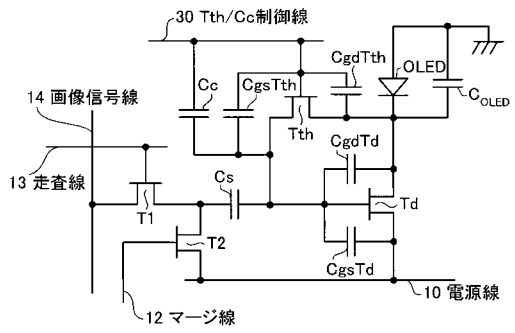 30 Tth/Cc制御線
CgdTth
OLED
Cc
CgsTth
COLED
14 画像信号線
Tth
CgdTd
13 走査線
Cs
T1
Td
T2
CgsTd
10 電源線
12 マージ線